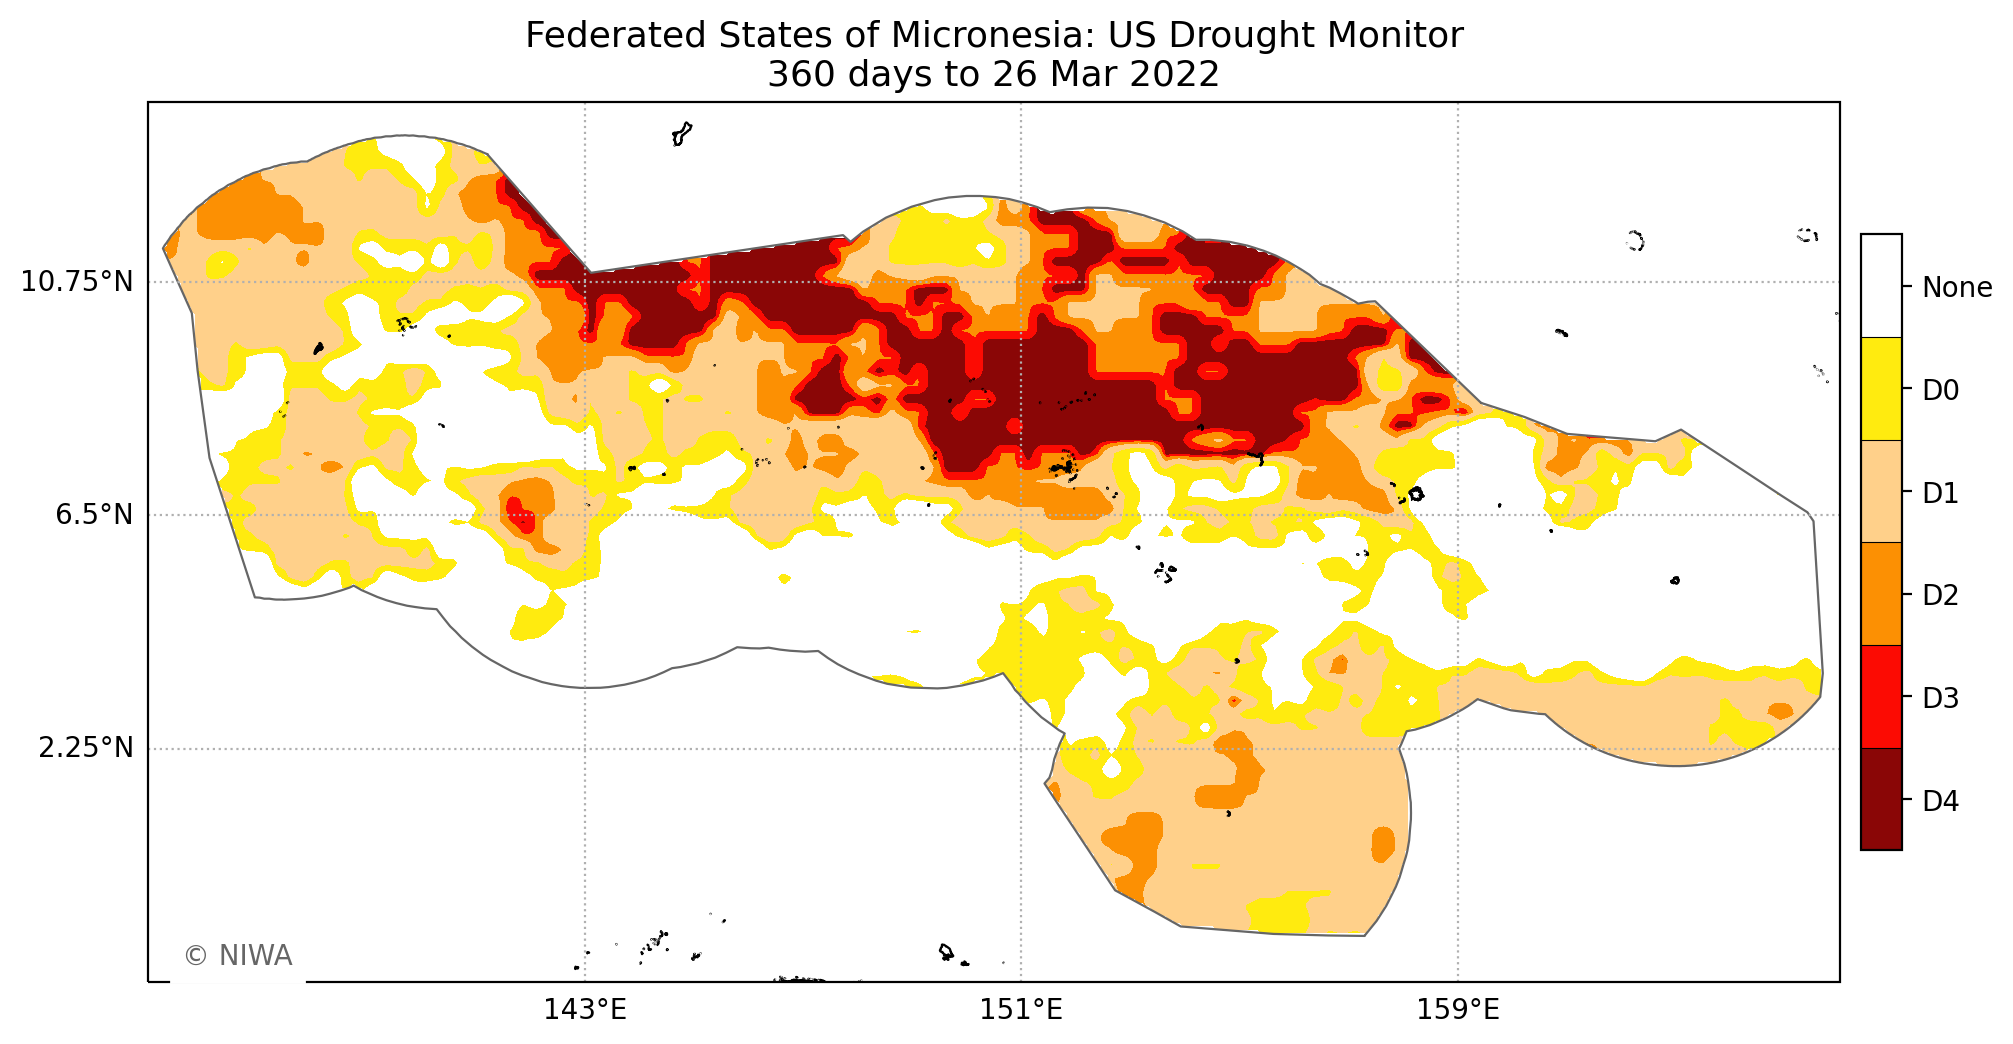 Federated States of Micronesia: US Drought Monitor
360 days to 26 Mar 2022
10.75°N
6.5°N
2.25°N
143°E
151°E
159°E
None
D0
D1
D2
D3
D4
© NIWA